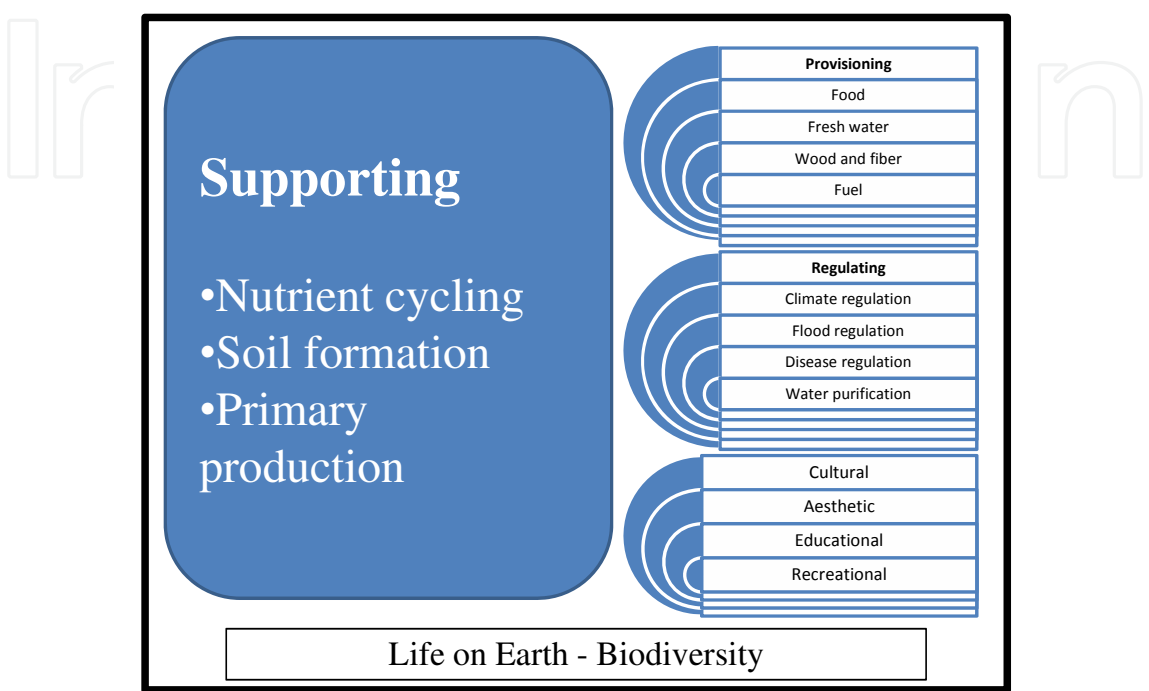 Supporting
•Nutrient cycling
•Soil formation
•Primary
production
Provisioning
Food
Fresh water
Wood and fiber
Fuel
Regulating
Climate regulation
Flood regulation
Disease regulation
Water purification
Cultural
Aesthetic
Educational
Recreational
Life on Earth - Biodiversity